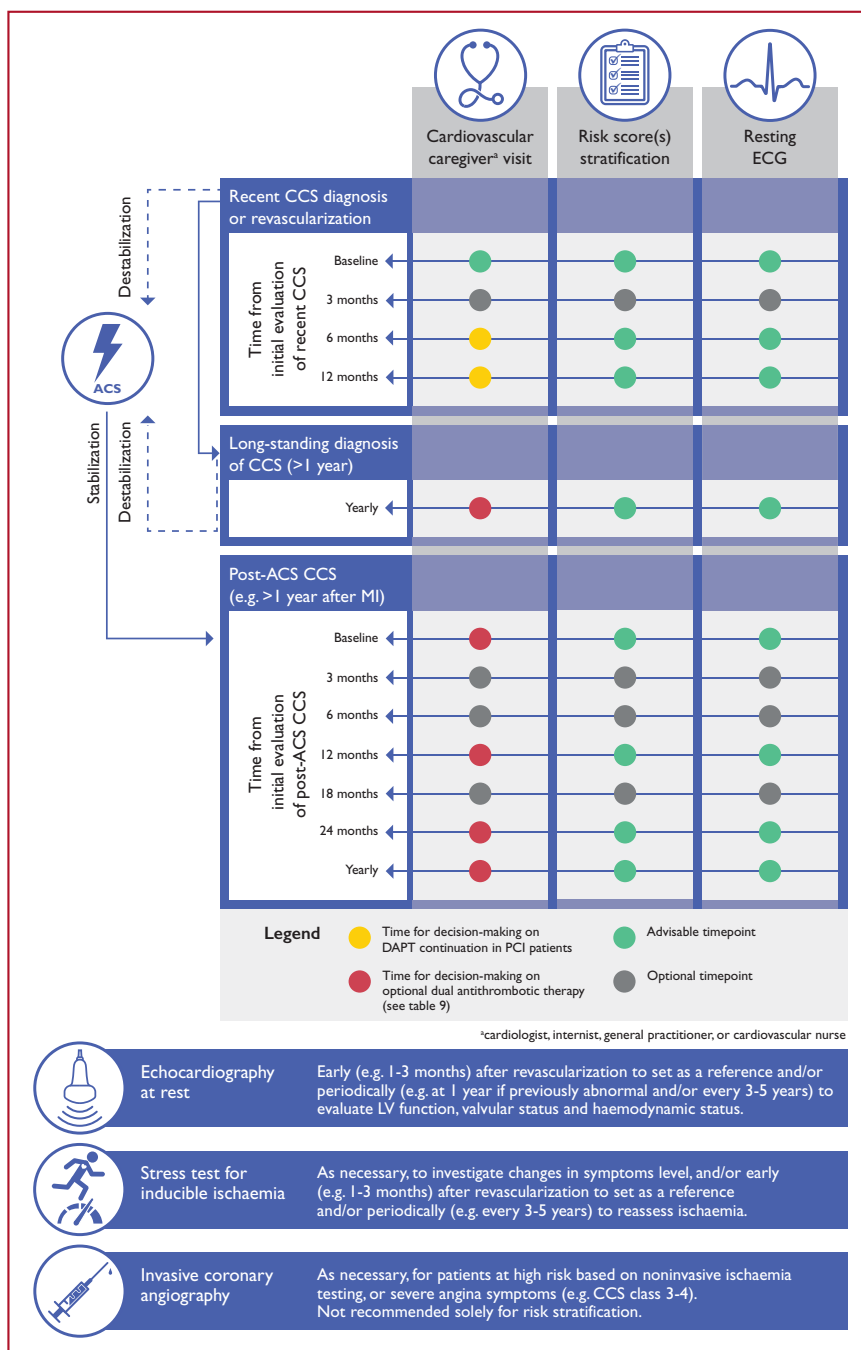 Cardiovascular
caregiverᵃ visit
Risk score(s)
stratification
Resting
ECG
Recent CCS diagnosis
or revascularization
Time from
initial evaluation
of recent CCS
Baseline
3 months
6 months
12 months
Destabilization
ACS
Stabilization
Destabilization
Long-standing diagnosis
of CCS (>1 year)
Yearly
Post-ACS CCS
(e.g. >1 year after MI)
Time from
initial evaluation
of post-ACS CCS
Baseline
3 months
6 months
12 months
18 months
24 months
Yearly
Legend
Time for decision-making on
DAPT continuation in PCI patients
Advisable timepoint
Time for decision-making on
optional dual antithrombotic therapy
(see table 9)
Optional timepoint
ᵃcardiologist, internist, general practitioner, or cardiovascular nurse
Echocardiography
at rest
Early (e.g. 1-3 months) after revascularization to set as a reference and/or
periodically (e.g. at 1 year if previously abnormal and/or every 3-5 years) to
evaluate LV function, valvular status and haemodynamic status.
Stress test for
inducible ischaemia
As necessary, to investigate changes in symptoms level, and/or early
(e.g. 1-3 months) after revascularization to set as a reference
and/or periodically (e.g. every 3-5 years) to reassess ischaemia.
Invasive coronary
angiography
As necessary, for patients at high risk based on noninvasive ischaemia
testing, or severe angina symptoms (e.g. CCS class 3-4).
Not recommended solely for risk stratification.